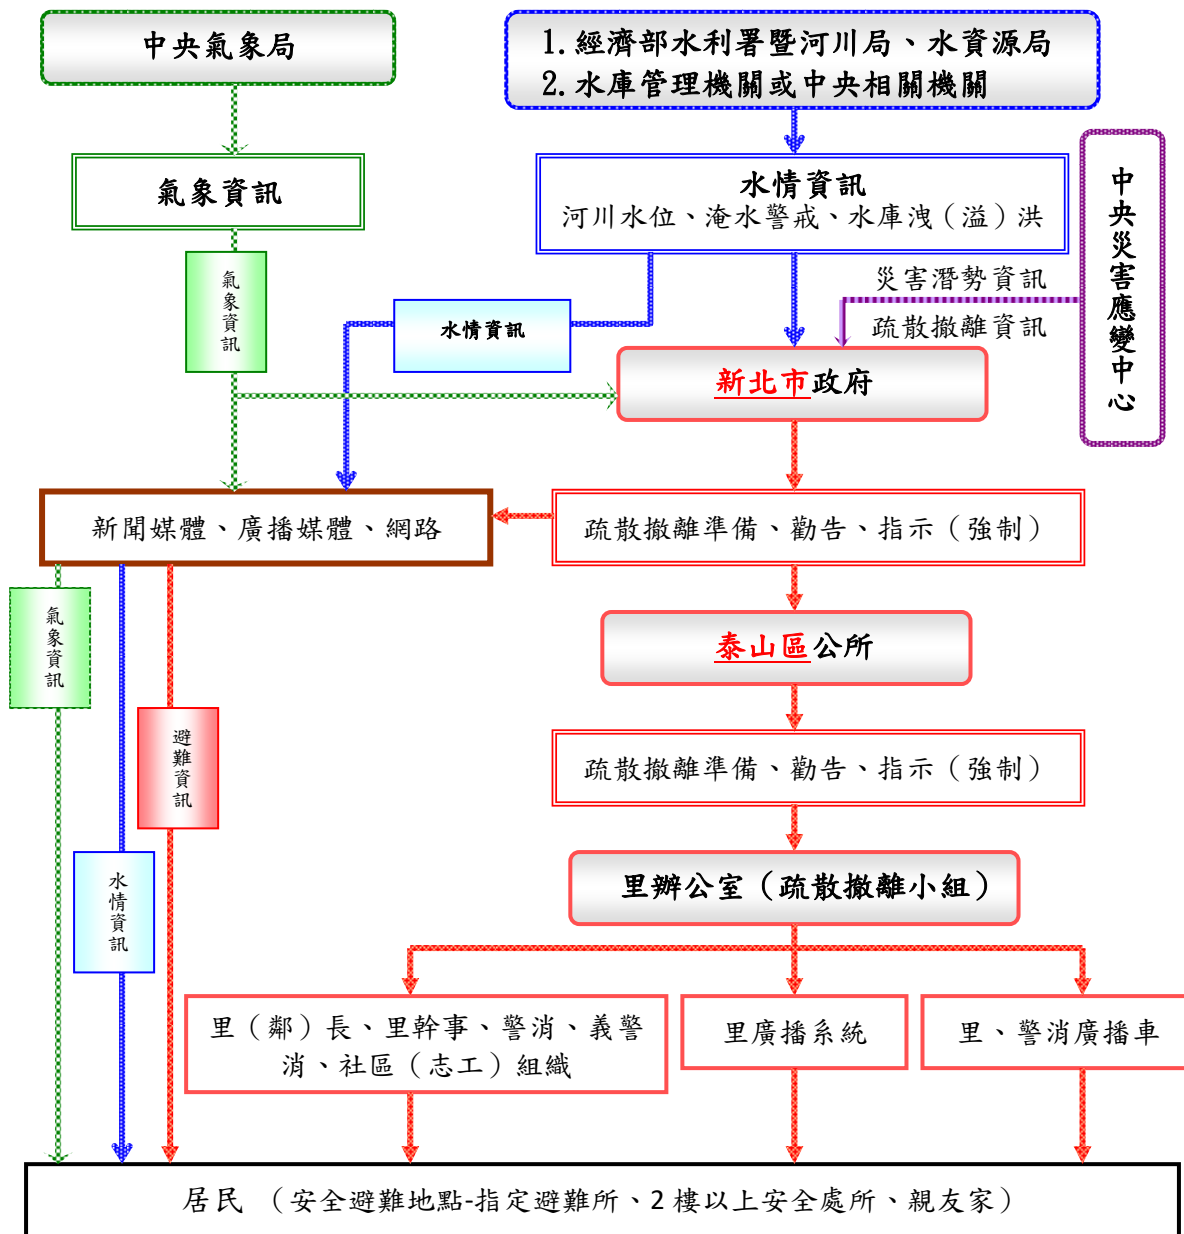 中央氣象局
1. 經濟部水利署暨河川局、水資源局
2. 水庫管理機關或中央相關機關
氣象資訊
水情資訊
河川水位、淹水警戒、水庫洩（溢）洪
中央災害應變中心
氣象資訊
災害潛勢資訊
疏散撤離資訊
水情資訊
新北市政府
新聞媒體、廣播媒體、網路
疏散撤離準備、勸告、指示（強制）
氣象資訊
泰山區公所
避難資訊
疏散撤離準備、勸告、指示（強制）
水情資訊
里辦公室（疏散撤離小組）
里（鄰）長、里幹事、警消、義警
消、社區（志工）組織
里廣播系統
里、警消廣播車
居民 （安全避難地點-指定避難所、2 樓以上安全處所、親友家）